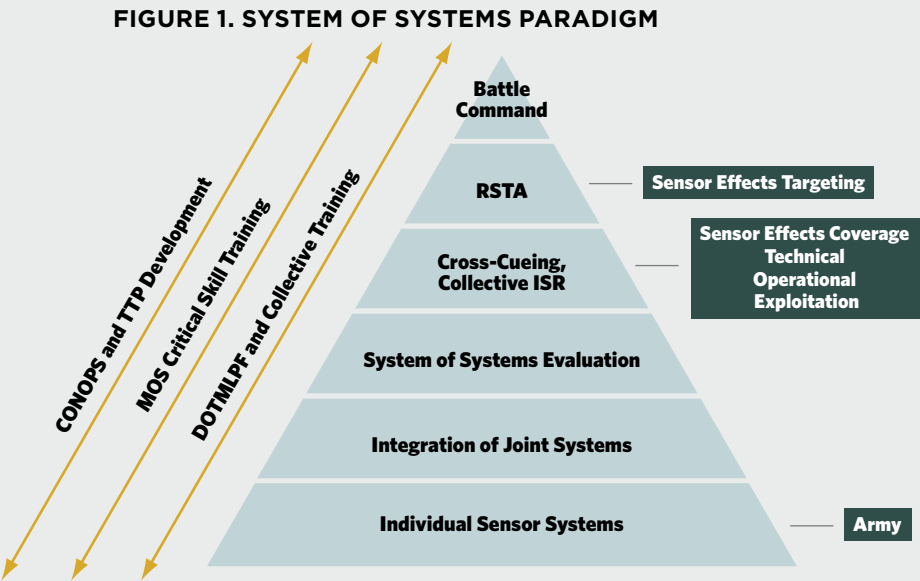 FIGURE 1. SYSTEM OF SYSTEMS PARADIGM
CONOPS and TTP Development
MOS Critical Skill Training
DOTMLPF and Collective Training
Battle
Command
RSTA
Sensor Effects Targeting
Cross-Cueing,
Collective ISR
Sensor Effects Coverage
Technical
Operational
Exploitation
System of Systems Evaluation
Integration of Joint Systems
Individual Sensor Systems
Army